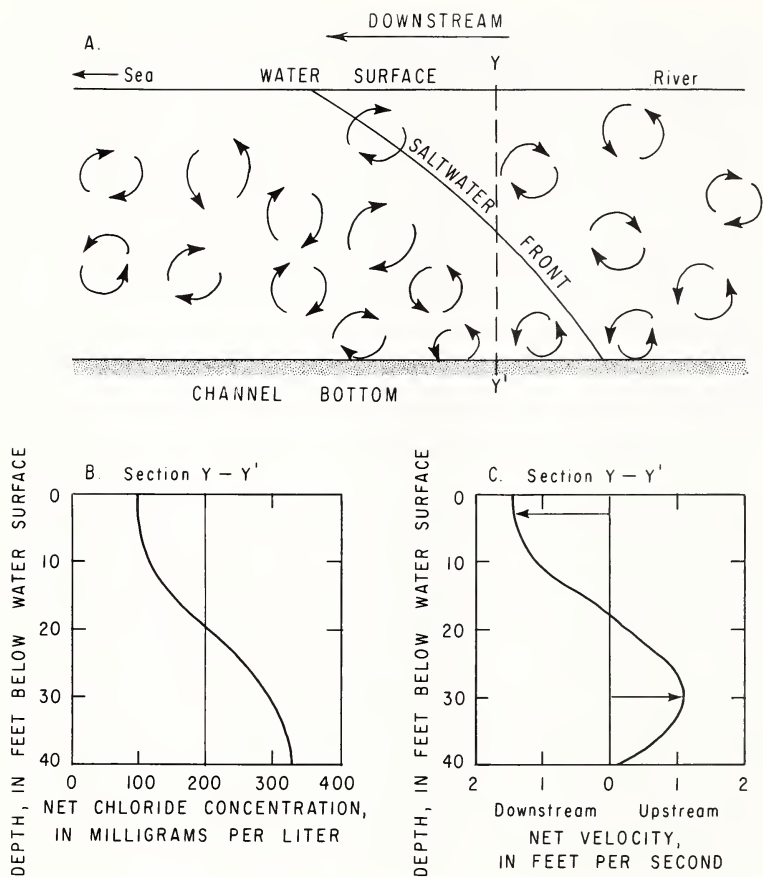 DOWNSTREAM
A.
Y
Sea
WATER SURFACE
River
SALTWATER FRONT
CHANNEL BOTTOM
Y'
B. Section Y — Y'
DEPTH, IN FEET BELOW WATER SURFACE
0
10
20
30
40
0 100 200 300 400
NET CHLORIDE CONCENTRATION,
IN MILLIGRAMS PER LITER
C. Section Y — Y'
DEPTH, IN FEET BELOW WATER SURFACE
0
10
20
30
40
2 1 0 1 2
Downstream Upstream
NET VELOCITY,
IN FEET PER SECOND